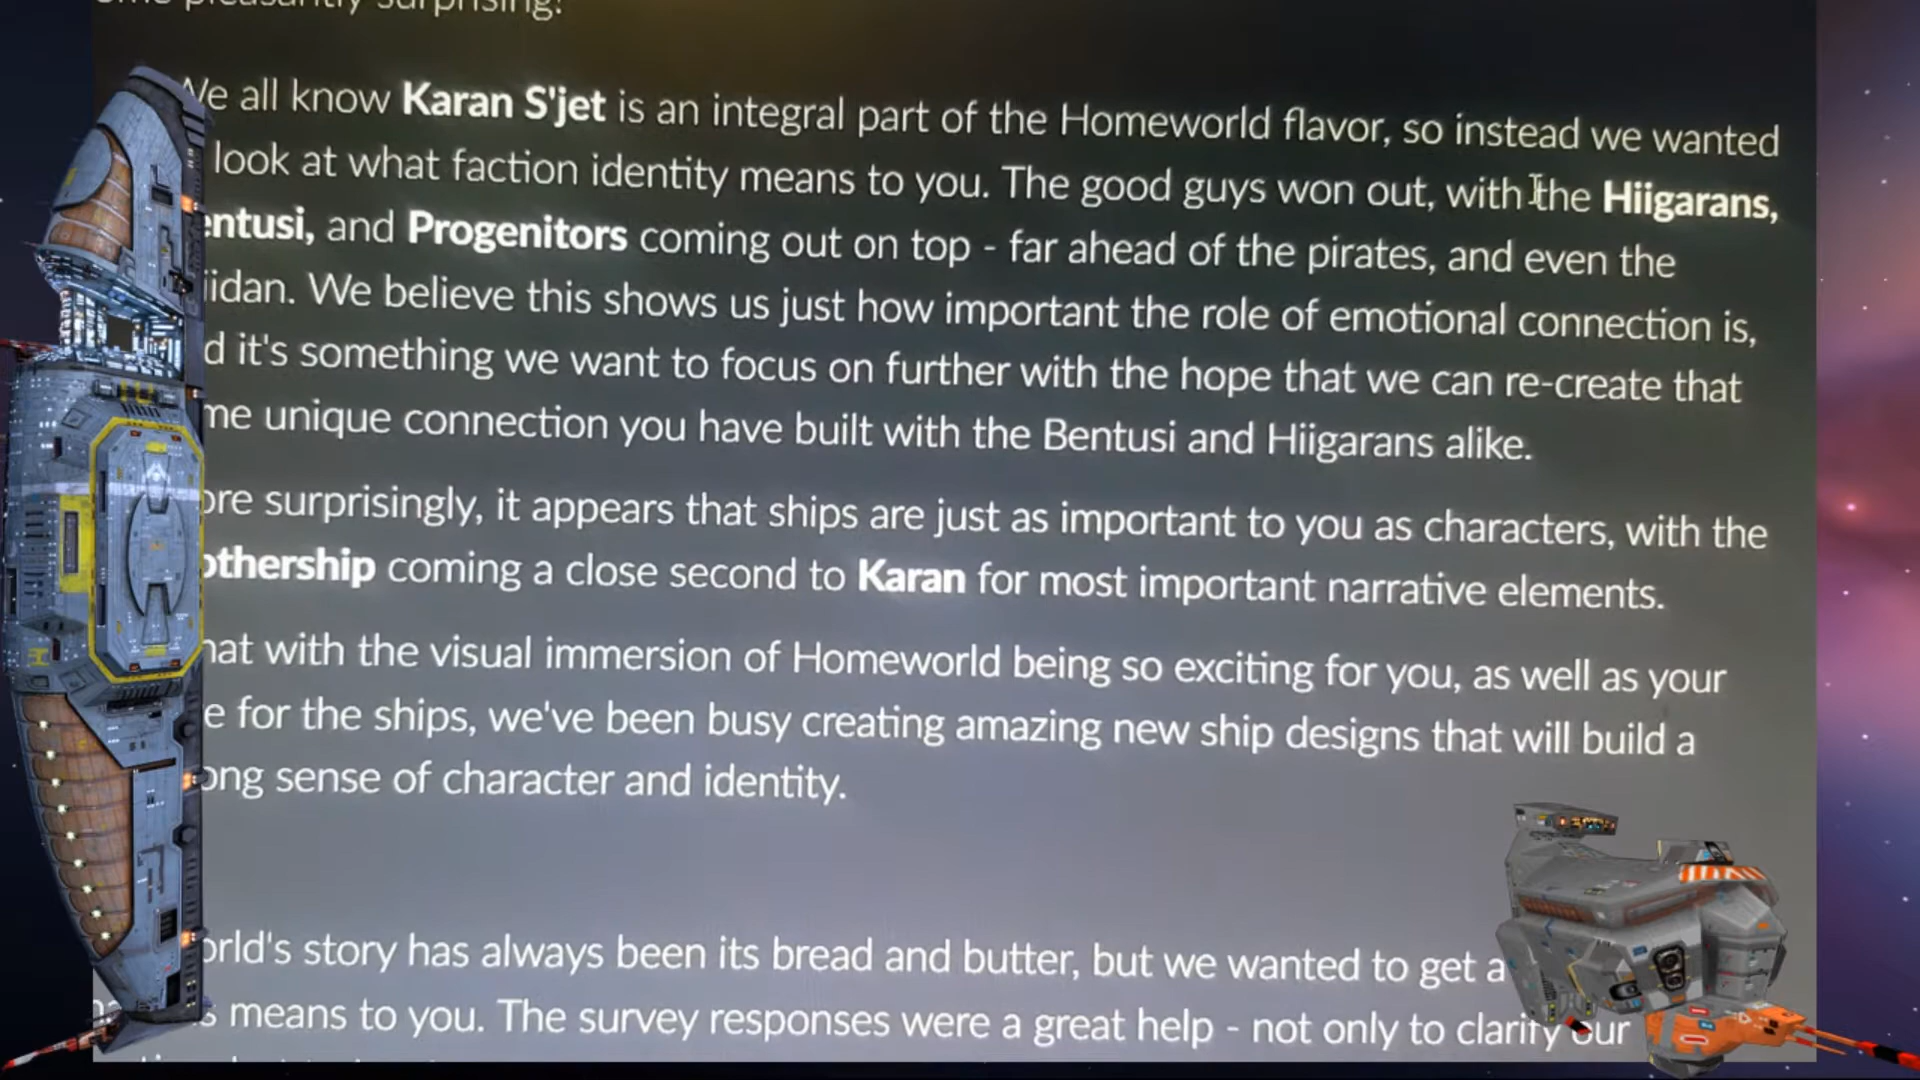 pleasantly surprising:
We all know Karan S'jet is an integral part of the Homeworld flavor, so instead we wanted
look at what faction identity means to you. The good guys won out, with the Hiigarans,
entusi, and Progenitors coming out on top - far ahead of the pirates, and even the
iidan. We believe this shows us just how important the role of emotional connection is,
d it's something we want to focus on further with the hope that we can re-create that
me unique connection you have built with the Bentusi and Hiigarans alike.
ore surprisingly, it appears that ships are just as important to you as characters, with the
othership coming a close second to Karan for most important narrative elements.
hat with the visual immersion of Homeworld being so exciting for you, as well as your
e for the ships, we've been busy creating amazing new ship designs that will build a
ong sense of character and identity.
orld's story has always been its bread and butter, but we wanted to get a
s means to you. The survey responses were a great help - not only to clarify our